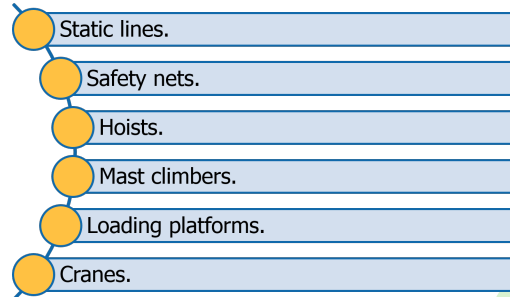 Static lines.
Safety nets.
Hoists.
Mast climbers.
Loading platforms.
Cranes.